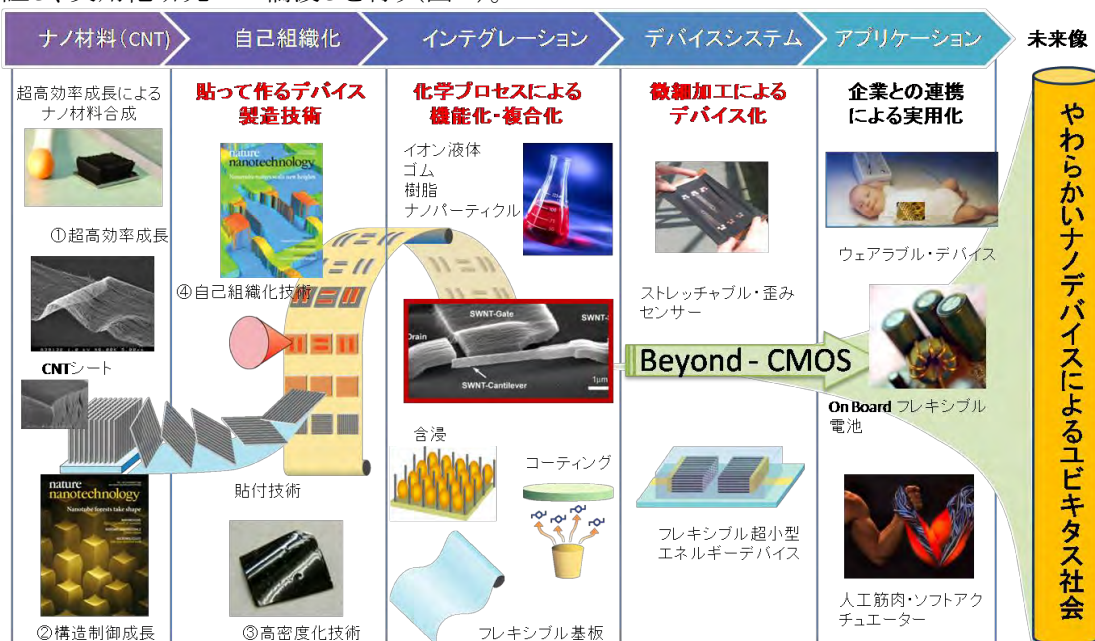 ナノ材料(CNT)
自己組織化
インテグレーション
デバイスシステム
アプリケーション
未来像
超高効率成長による
ナノ材料合成
①超高効率成長
CNTシート
nature
nanotechnology
Nanotube forests take shape
②構造制御成長
貼って作るデバイス
製造技術
nature
nanotechnology
④自己組織化技術
貼付技術
③高密度化技術
化学プロセスによる
機能化・複合化
イオン液体
ゴム
樹脂
ナノパーティクル
SWNT-Gate
SWNT-
Drain
SWNT-Cantilever
1μm
含浸
コーティング
フレキシブル基板
微細加工による
デバイス化
ストレッチャブル・歪み
センサー
Beyond - CMOS
フレキシブル超小型
エネルギーデバイス
企業との連携
による実用化
ウェアラブル・デバイス
On Board フレキシブル
電池
人工筋肉・ソフトアク
チュエーター
やわらかいナノデバイスによるユビキタス社会